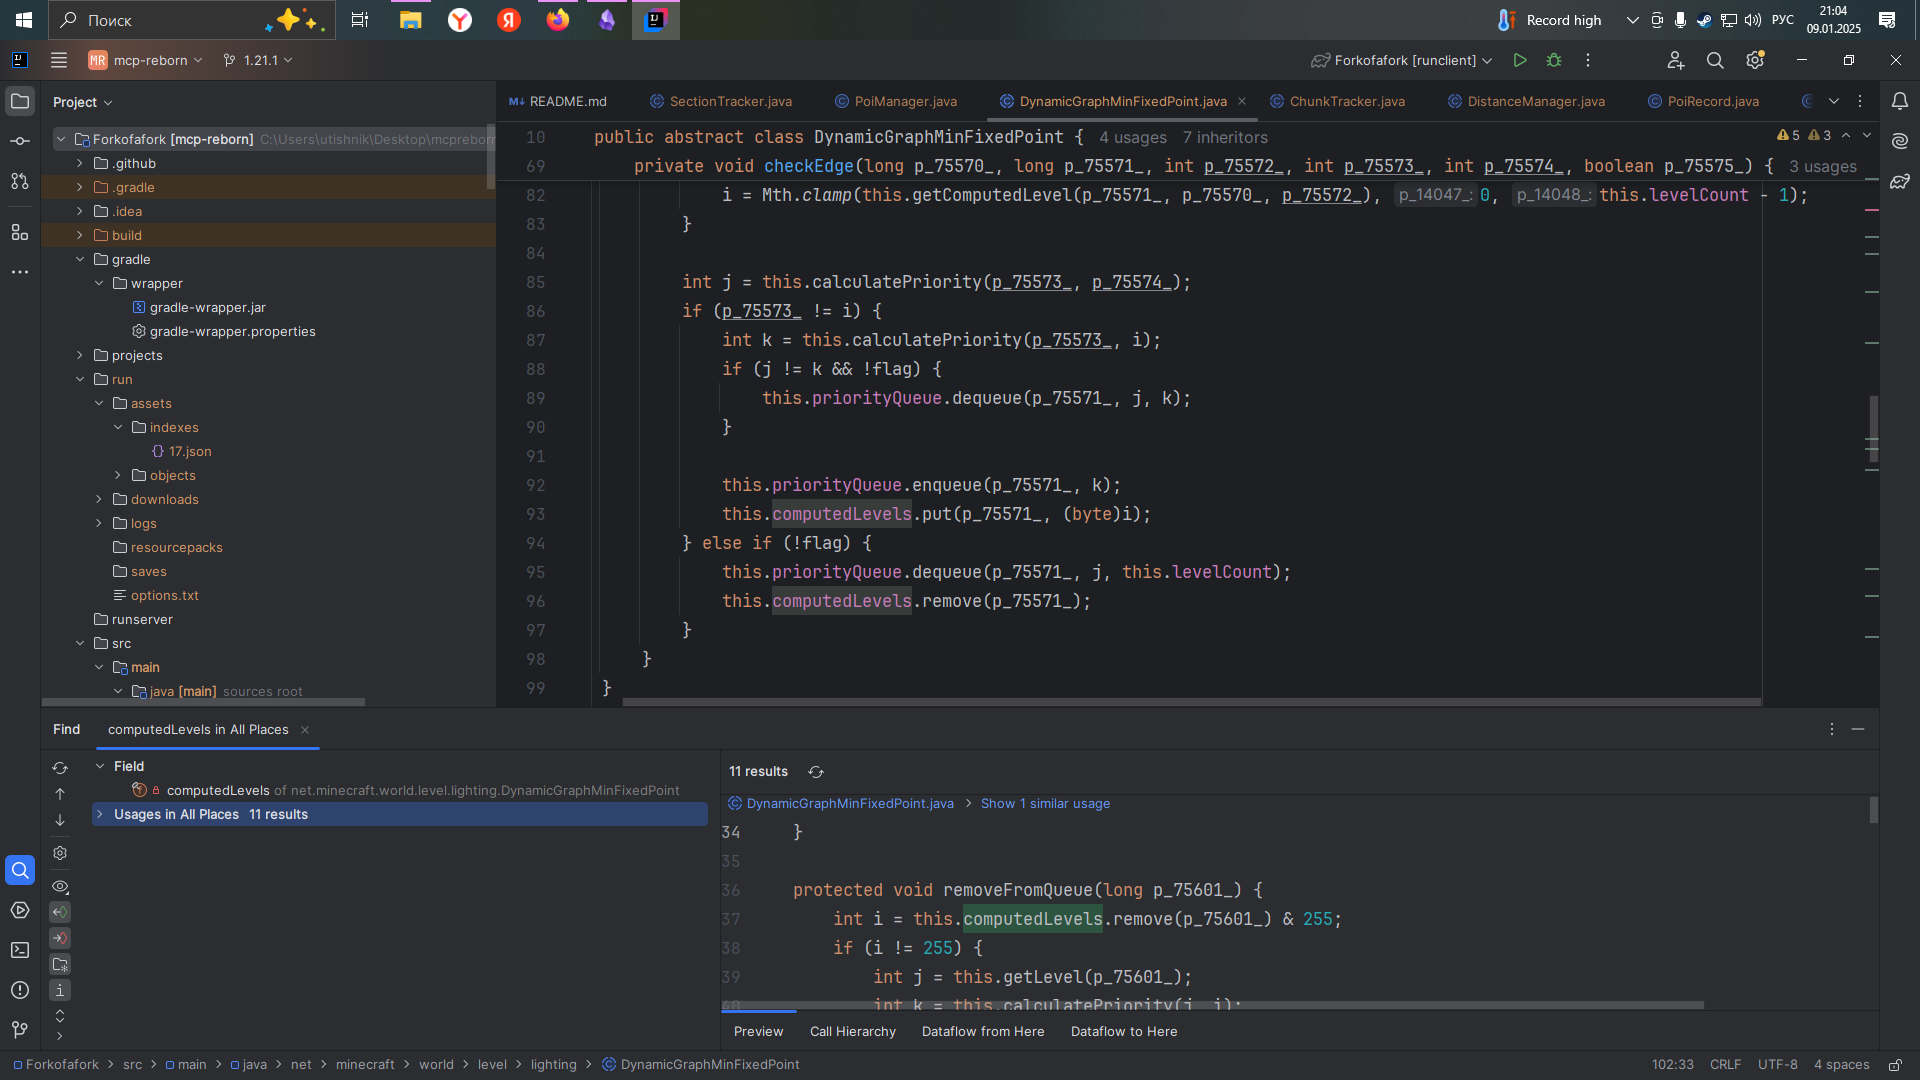 Поиск
Record high
РУС
21:04
09.01.2025
MR mcp-reborn
1.21.1
Forkofafork [runclient]
Project
README.md
SectionTracker.java
PoiManager.java
DynamicGraphMinFixedPoint.java
ChunkTracker.java
DistanceManager.java
PoiRecord.java
Forkofafork [mcp-reborn] C:\Users\utishnik\Desktop\mcpreborn
.github
.gradle
.idea
build
gradle
wrapper
gradle-wrapper.jar
gradle-wrapper.properties
projects
run
assets
indexes
17.json
objects
downloads
logs
resourcepacks
saves
options.txt
runserver
src
main
java [main] sources root
10 public abstract class DynamicGraphMinFixedPoint { 4 usages 7 inheritors
5 3
69 private void checkEdge(long p_75570_, long p_75571_, int p_75572_, int p_75573_, int p_75574_, boolean p_75575_) { 3 usages
82 i = Mth.clamp(this.getComputedLevel(p_75571_, p_75570_, p_75572_), p_14047_: 0, p_14048_: this.levelCount - 1);
83 }
84
85 int j = this.calculatePriority(p_75573_, p_75574_);
86 if (p_75573_ != i) {
87 int k = this.calculatePriority(p_75573_, i);
88 if (j != k && !flag) {
89 this.priorityQueue.dequeue(p_75571_, j, k);
90 }
91
92 this.priorityQueue.enqueue(p_75571_, k);
93 this.computedLevels.put(p_75571_, (byte)i);
94 } else if (!flag) {
95 this.priorityQueue.dequeue(p_75571_, j, this.levelCount);
96 this.computedLevels.remove(p_75571_);
97 }
98 }
99 }
Find
computedLevels in All Places
Field
computedLevels of net.minecraft.world.level.lighting.DynamicGraphMinFixedPoint
Usages in All Places 11 results
11 results
DynamicGraphMinFixedPoint.java > Show 1 similar usage
34 }
35
36 protected void removeFromQueue(long p_75601_) {
37 int i = this.computedLevels.remove(p_75601_) & 255;
38 if (i != 255) {
39 int j = this.getLevel(p_75601_);
40 int k = this.calculatePriority(j, i);
Preview
Call Hierarchy
Dataflow from Here
Dataflow to Here
Forkofafork > src > main > java > net > minecraft > world > level > lighting > DynamicGraphMinFixedPoint
102:33
CRLF
UTF-8
4 spaces